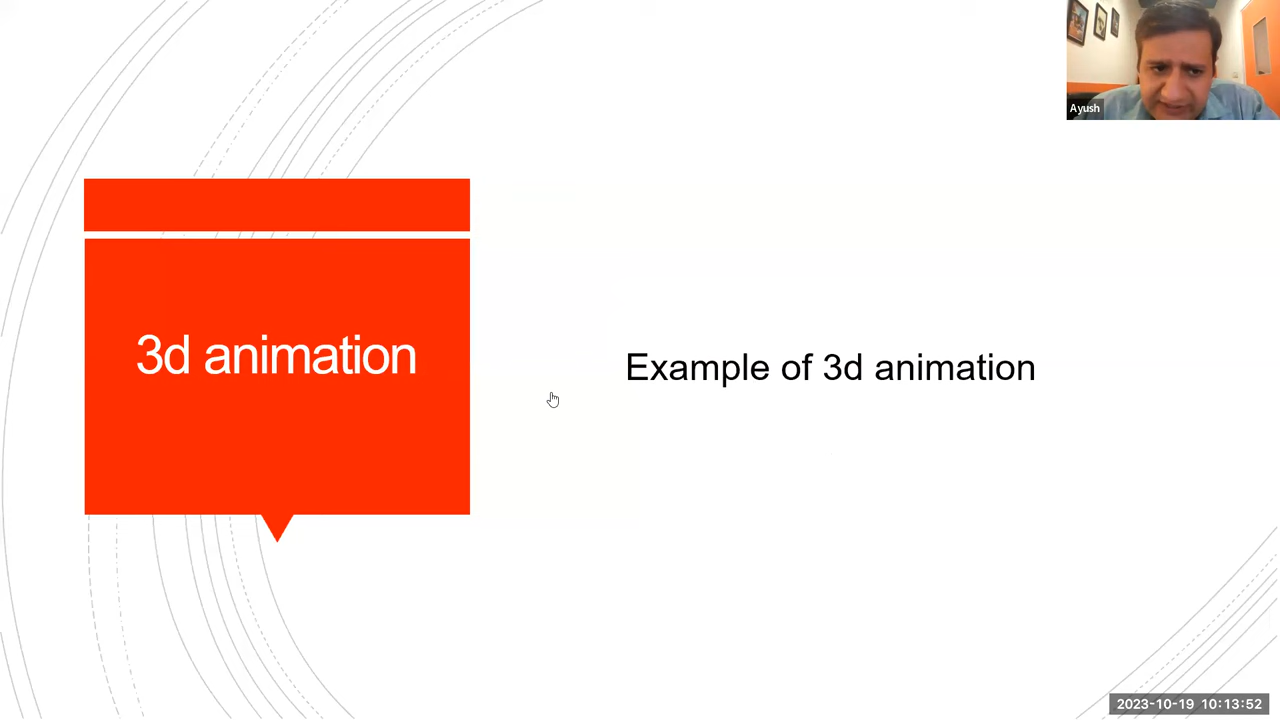 Ayush
3d animation
Example of 3d animation
2023-10-19 10:13:52